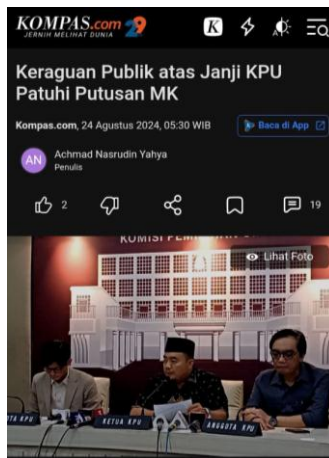 KOMPAS.com 29
JERNIH MELIHAT DUNIA
K
Keraguan Publik atas Janji KPU
Patuhi Putusan MK
Kompas.com, 24 Agustus 2024, 05:30 WIB
Baca di App
AN
Achmad Nasrudin Yahya
Penulis
2
19
KOMISI
Lihat Foto
KPU
KETUA KPU
ANGGOTA KPU